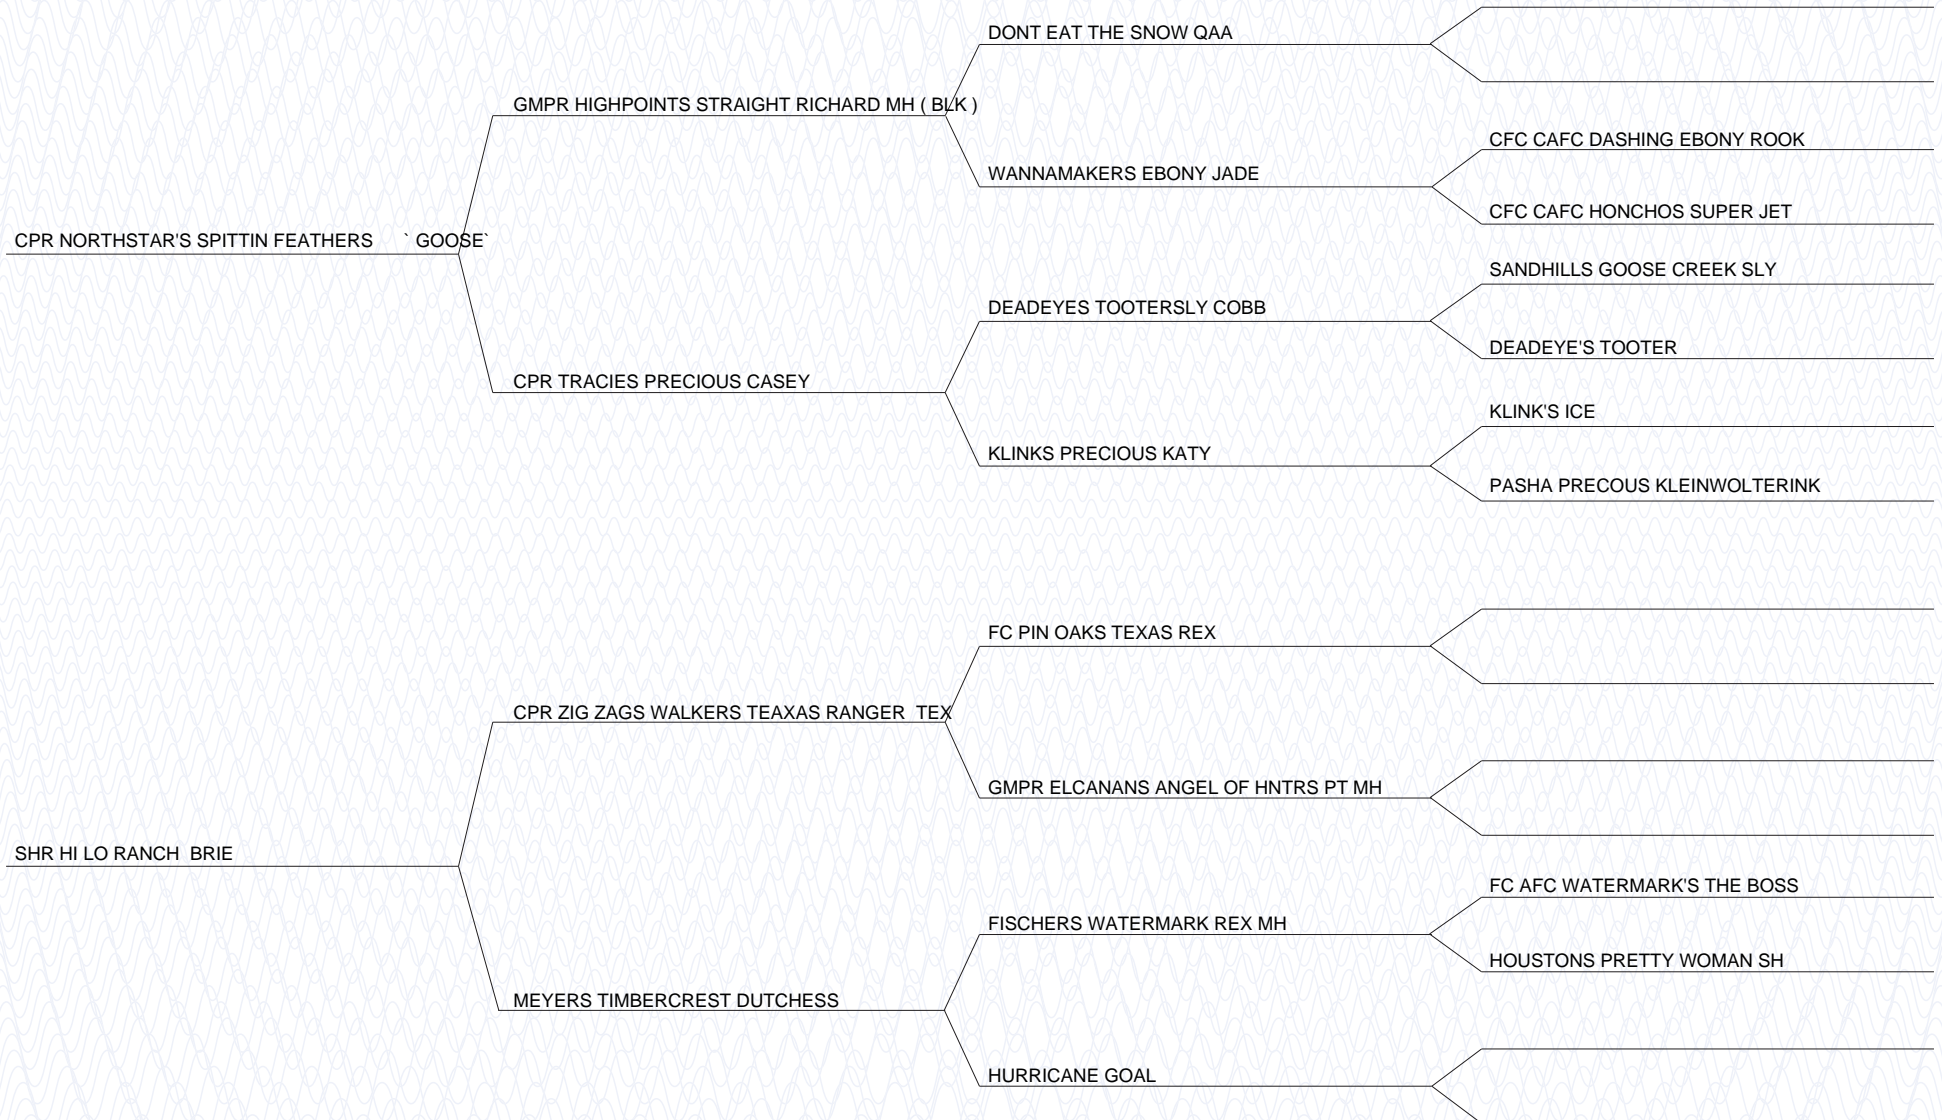 DONT EAT THE SNOW QAA
GMPR HIGHPOINTS STRAIGHT RICHARD MH ( BLK )
CFC CAFC DASHING EBONY ROOK
WANNAMAKERS EBONY JADE
CFC CAFC HONCHOS SUPER JET
CPR NORTHSTAR'S SPITTIN FEATHERS ` GOOSE`
SANDHILLS GOOSE CREEK SLY
DEADEYES TOOTERSLY COBB
DEADEYE'S TOOTER
CPR TRACIES PRECIOUS CASEY
KLINK'S ICE
KLINKS PRECIOUS KATY
PASHA PRECOUS KLEINWOLTERINK
FC PIN OAKS TEXAS REX
CPR ZIG ZAGS WALKERS TEAXAS RANGER TEX
GMPR ELCANANS ANGEL OF HNTRS PT MH
SHR HI LO RANCH BRIE
FC AFC WATERMARK'S THE BOSS
FISCHERS WATERMARK REX MH
HOUSTONS PRETTY WOMAN SH
MEYERS TIMBERCREST DUTCHESS
HURRICANE GOAL